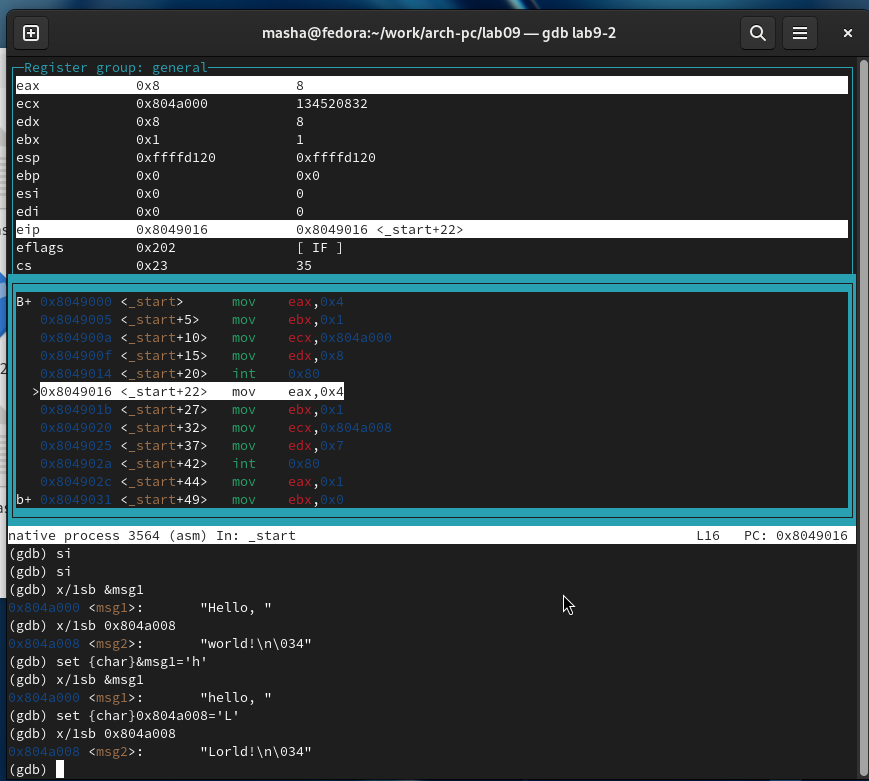 masha@fedora:~/work/arch-pc/lab09 — gdb lab9-2
Register group: general
eax 0x8 8
ecx 0x804a000 134520832
edx 0x8 8
ebx 0x1 1
esp 0xffffd120 0xffffd120
ebp 0x0 0x0
esi 0x0 0
edi 0x0 0
eip 0x8049016 0x8049016 <_start+22>
eflags 0x202 [ IF ]
cs 0x23 35
B+ 0x8049000 <_start> mov eax,0x4
0x8049005 <_start+5> mov ebx,0x1
0x804900a <_start+10> mov ecx,0x804a000
0x804900f <_start+15> mov edx,0x8
0x8049014 <_start+20> int 0x80
>0x8049016 <_start+22> mov eax,0x4
0x804901b <_start+27> mov ebx,0x1
0x8049020 <_start+32> mov ecx,0x804a008
0x8049025 <_start+37> mov edx,0x7
0x804902a <_start+42> int 0x80
0x804902c <_start+44> mov eax,0x1
b+ 0x8049031 <_start+49> mov ebx,0x0
native process 3564 (asm) In: _start L16 PC: 0x8049016
(gdb) si
(gdb) si
(gdb) x/1sb &msg1
0x804a000 <msg1>: "Hello, "
(gdb) x/1sb 0x804a008
0x804a008 <msg2>: "world!\n\034"
(gdb) set {char}&msg1='h'
(gdb) x/1sb &msg1
0x804a000 <msg1>: "hello, "
(gdb) set {char}0x804a008='L'
(gdb) x/1sb 0x804a008
0x804a008 <msg2>: "Lorld!\n\034"
(gdb)